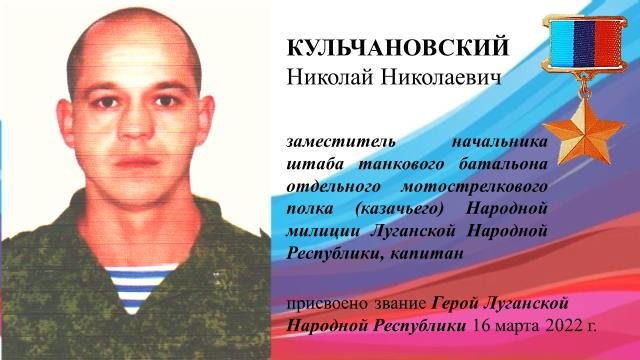 КУЛЬЧАНОВСКИЙ
Николай Николаевич
заместитель начальника
штаба танкового батальона
отдельного мотострелкового
полка (казачьего) Народной
милиции Луганской Народной
Республики, капитан
присвоено звание Герой Луганской
Народной Республики 16 марта 2022 г.